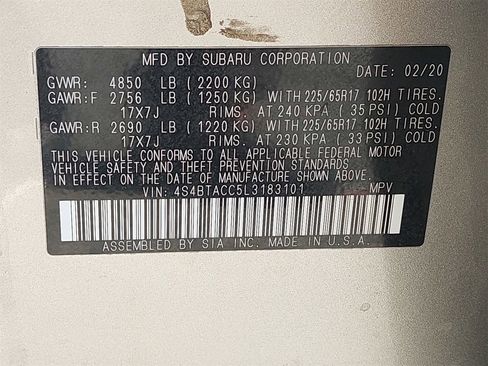 MFD BY SUBARU CORPORATION
DATE: 02/20
GVWR: 4850 LB (2200 KG)
GAWR:F 2756 LB (1250 KG) WITH 225/65R17 102H TIRES.
17X7J RIMS. AT 240 KPA (35 PSI) COLD
GAWR:R 2690 LB (1220 KG) WITH 225/65R17 102H TIRES.
17X7J RIMS. AT 230 KPA (33 PSI) COLD
THIS VEHICLE CONFORMS TO ALL APPLICABLE FEDERAL MOTOR
VEHICLE SAFETY AND THEFT PREVENTION STANDARDS
IN EFFECT ON THE DATE OF MANUFACTURE SHOWN ABOVE.
VIN: 4S4BTACC5L3183101 MPV
ASSEMBLED BY SIA INC. MADE IN U.S.A.